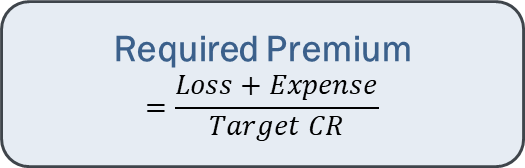 Required Premium
= Loss + Expense
Target CR